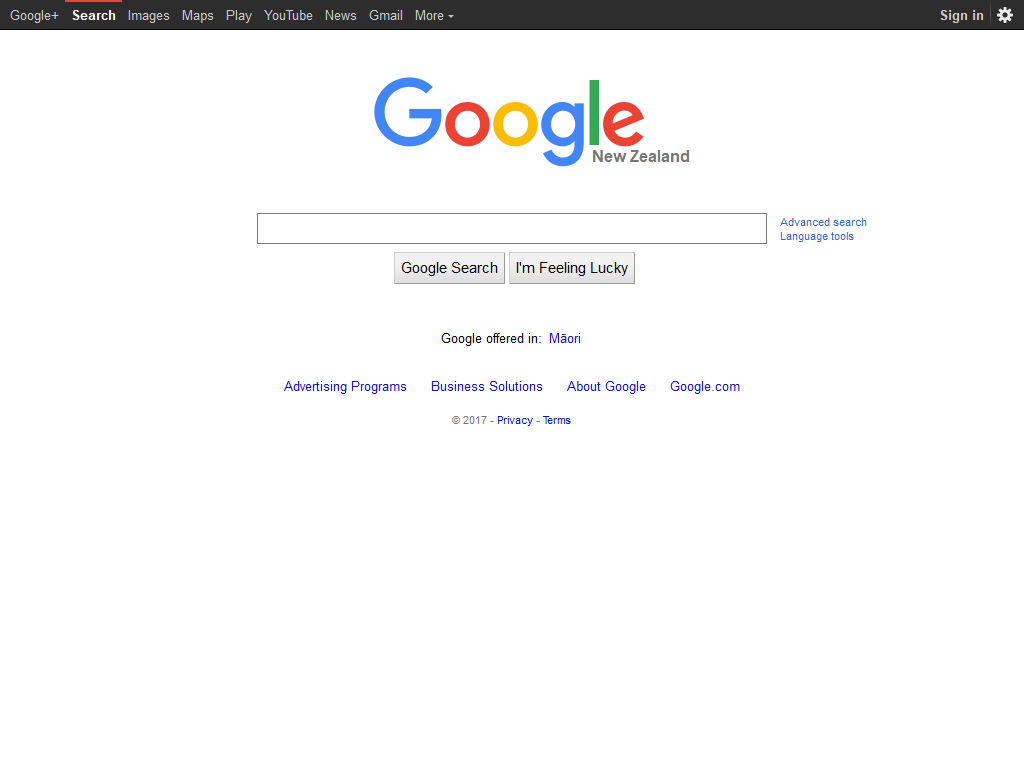 Google+ Search Images Maps Play YouTube News Gmail More Sign in
Google
New Zealand
Advanced search
Language tools
Google Search I'm Feeling Lucky
Google offered in: Māori
Advertising Programs Business Solutions About Google Google.com
© 2017 - Privacy - Terms